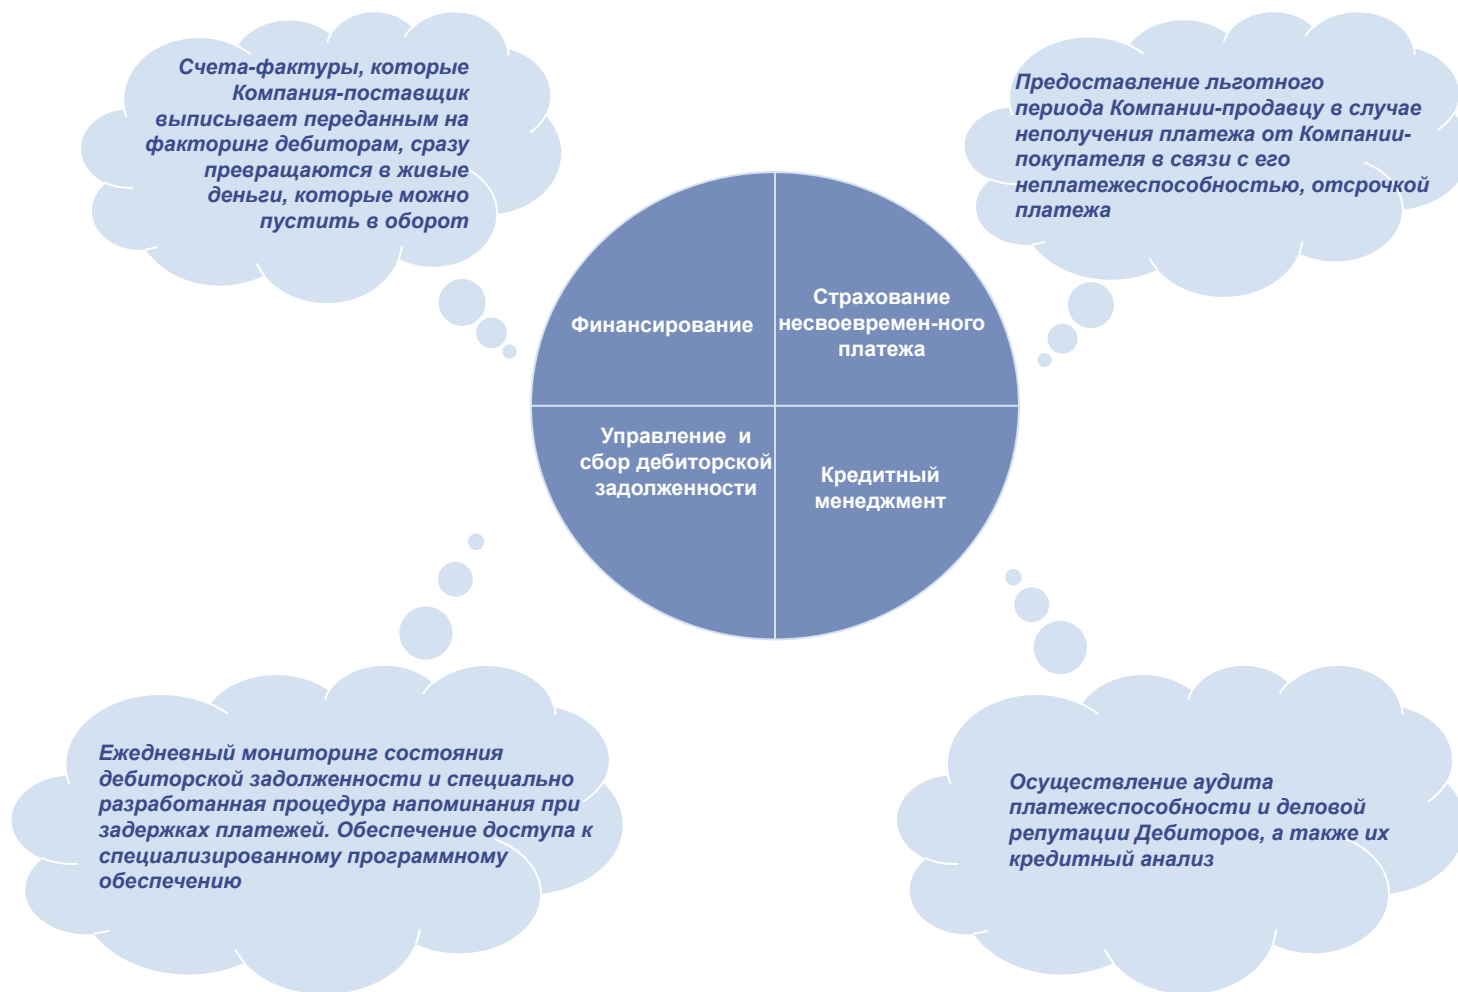 Счета-фактуры, которые
Компания-поставщик
выписывает переданным на
факторинг дебиторам, сразу
превращаются в живые
деньги, которые можно
пустить в оборот
Предоставление льготного
периода Компании-продавцу в случае
неполучения платежа от Компании-
покупателя в связи с его
неплатежеспособностью, отсрочкой
платежа
Финансирование
Страхование
несвоевремен-ного
платежа
Управление и
сбор дебиторской
задолженности
Кредитный
менеджмент
Ежедневный мониторинг состояния
дебиторской задолженности и специально
разработанная процедура напоминания при
задержках платежей. Обеспечение доступа к
специализированному программному
обеспечению
Осуществление аудита
платежеспособности и деловой
репутации Дебиторов, а также их
кредитный анализ